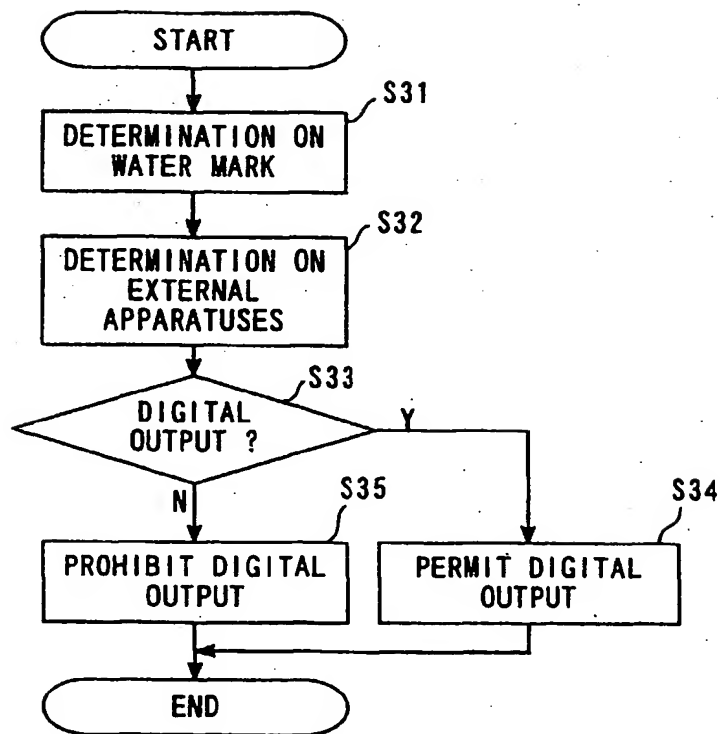 START
S31
DETERMINATION ON
WATER MARK
S32
DETERMINATION ON
EXTERNAL
APPARATUSES
S33
DIGITAL
OUTPUT ?
Y
N
S35
PROHIBIT DIGITAL
OUTPUT
S34
PERMIT DIGITAL
OUTPUT
END